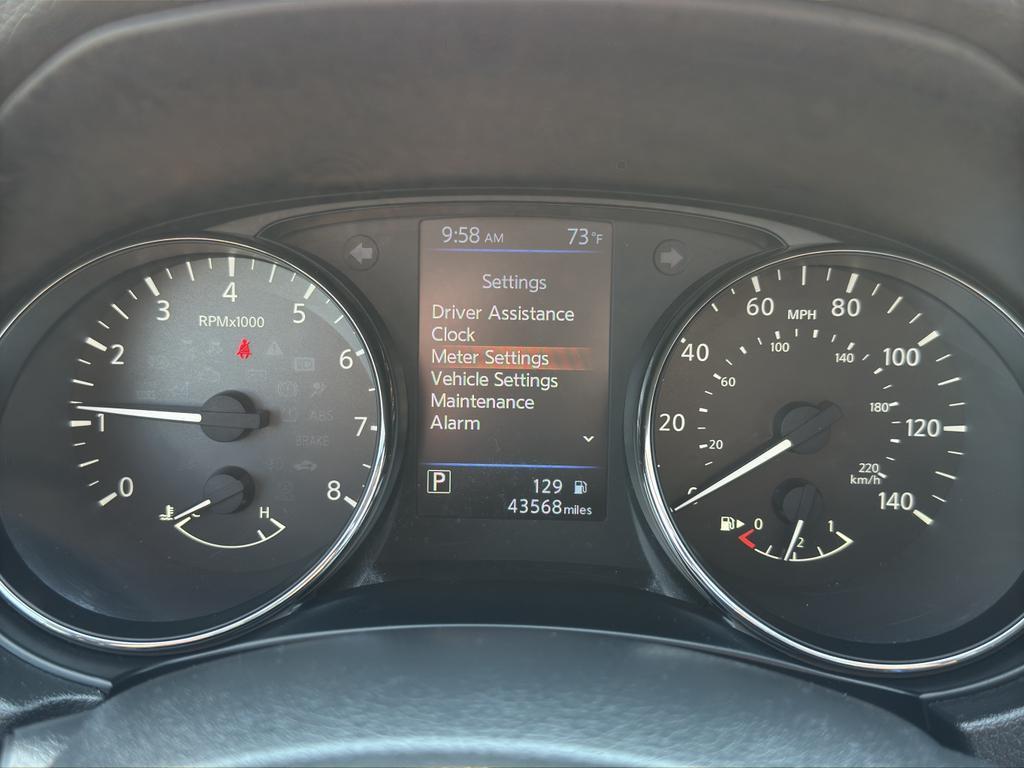 9:58 AM 73°F
Settings
Driver Assistance
Clock
Meter Settings
Vehicle Settings
Maintenance
Alarm
P 129
43568 miles
0 1 2 3 4 5 6 7 8
RPMx1000
ABS
BRAKE
H
0 20 40 60 80 100 120 140
MPH
20 60 100 140 180 220
km/h
0 1/2 1